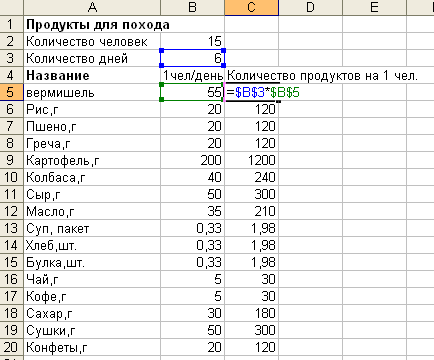 A B C D E F
1 Продукты для похода
2 Количество человек 15
3 Количество дней 6
4 Название 1чел/день Количество продуктов на 1 чел.
5 вермишель 55 =$B$3*$B$5
6 Рис,г 20 120
7 Пшено,г 20 120
8 Греча,г 20 120
9 Картофель,г 200 1200
10 Колбаса,г 40 240
11 Сыр,г 50 300
12 Масло,г 35 210
13 Суп, пакет 0,33 1,98
14 Хлеб,шт. 0,33 1,98
15 Булка,шт. 0,33 1,98
16 Чай,г 5 30
17 Кофе,г 5 30
18 Сахар,г 30 180
19 Сушки,г 50 300
20 Конфеты,г 20 120